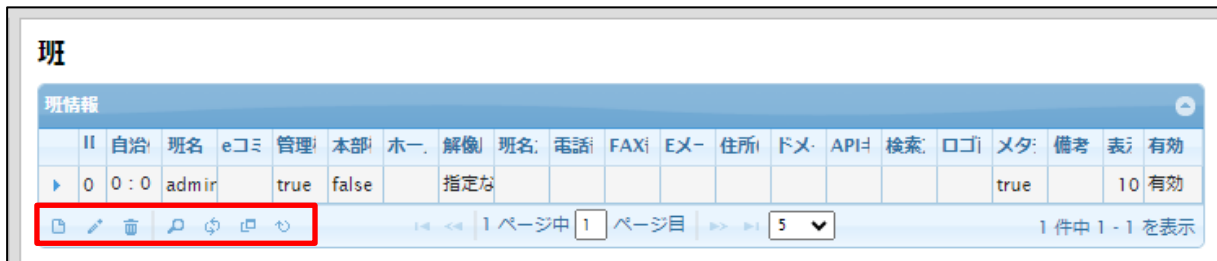 班
班情報
自治 班名 eコミ 管理 本部 ホー. 解像 班名 電話 FAX Eメー 住所 ドメ API 検索 ロゴ メタ 備考 表 有効
0 0:0 admin true false 指定な true 10 有効
1 ページ中 1 ページ目 5 1 件中 1 - 1 を表示